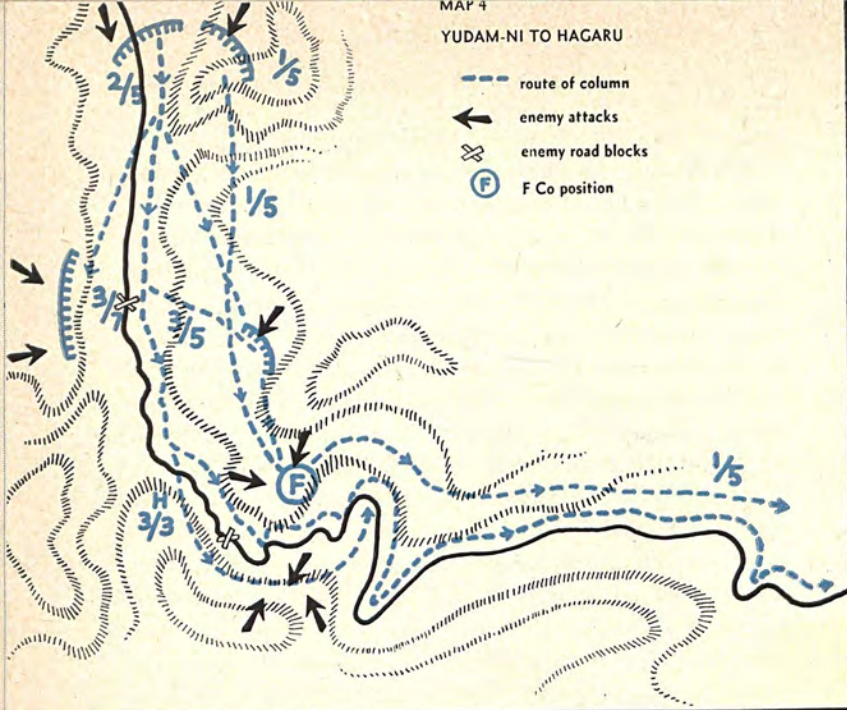 MAP 4
YUDAM-NI TO HAGARU
route of column
enemy attacks
enemy road blocks
F F Co position
2/5
1/5
1/5
3/7
3/5
F
H
3/3
1/5